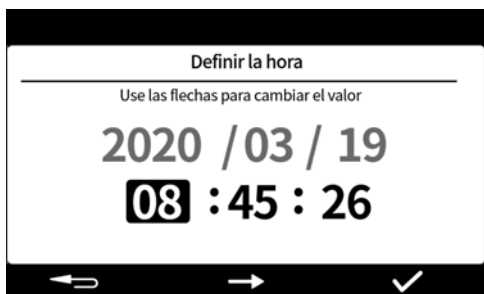 Definir la hora
Use las flechas para cambiar el valor
2020 / 03 / 19
08 : 45 : 26